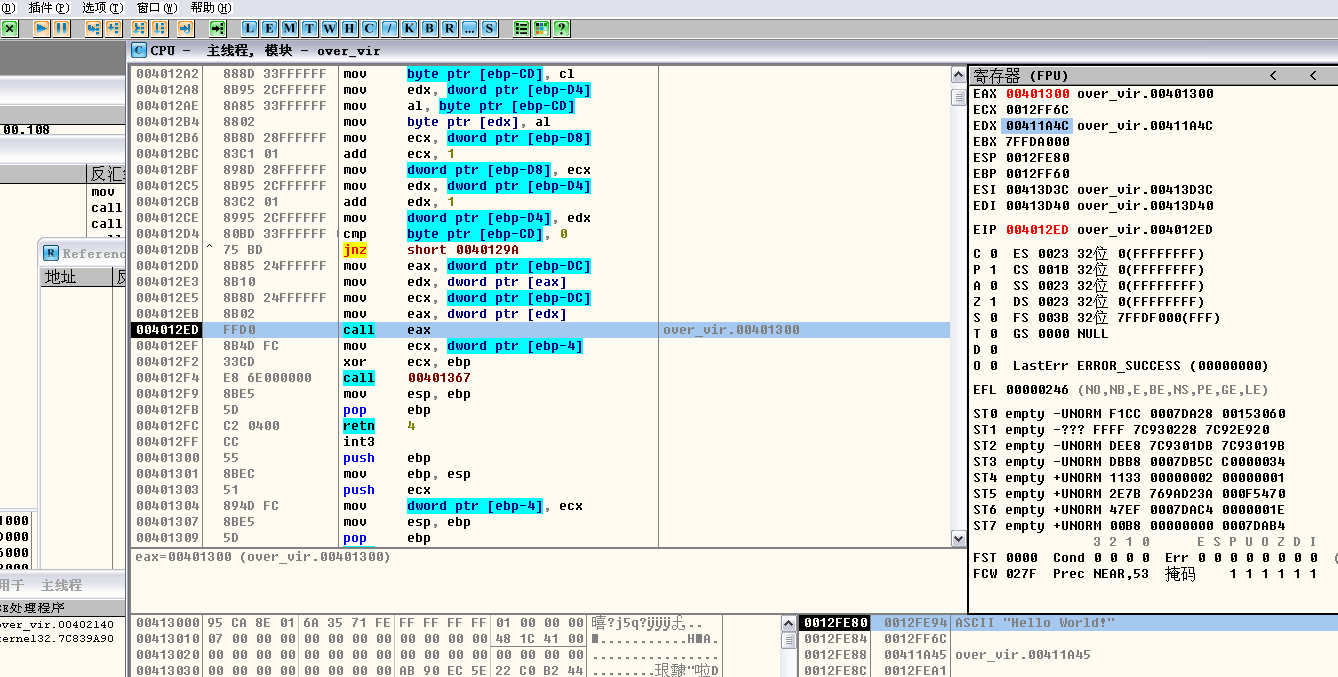 (D) 插件(P) 选项(T) 窗口(W) 帮助(H)
L E M T W H C / K B R ... S ?
C CPU - 主线程, 模块 - over_vir
004012A2 888D 33FFFFFF mov byte ptr [ebp-CD], cl
004012A8 8B95 2CFFFFFF mov edx, dword ptr [ebp-D4]
004012AE 8A85 33FFFFFF mov al, byte ptr [ebp-CD]
004012B4 8802 mov byte ptr [edx], al
004012B6 8B8D 28FFFFFF mov ecx, dword ptr [ebp-D8]
004012BC 83C1 01 add ecx, 1
004012BF 898D 28FFFFFF mov dword ptr [ebp-D8], ecx
004012C5 8B95 2CFFFFFF mov edx, dword ptr [ebp-D4]
004012CB 83C2 01 add edx, 1
004012CE 8995 2CFFFFFF mov dword ptr [ebp-D4], edx
004012D4 80BD 33FFFFFF cmp byte ptr [ebp-CD], 0
004012DB ^ 75 BD jnz short 0040129A
004012DD 8B85 24FFFFFF mov eax, dword ptr [ebp-DC]
004012E3 8B10 mov edx, dword ptr [eax]
004012E5 8B8D 24FFFFFF mov ecx, dword ptr [ebp-DC]
004012EB 8B02 mov eax, dword ptr [edx]
004012ED FFD0 call eax over_vir.00401300
004012EF 8B4D FC mov ecx, dword ptr [ebp-4]
004012F2 33CD xor ecx, ebp
004012F4 E8 6E000000 call 00401367
004012F9 8BE5 mov esp, ebp
004012FB 5D pop ebp
004012FC C2 0400 retn 4
004012FF CC int3
00401300 55 push ebp
00401301 8BEC mov ebp, esp
00401303 51 push ecx
00401304 894D FC mov dword ptr [ebp-4], ecx
00401307 8BE5 mov esp, ebp
00401309 5D pop ebp
eax=00401300 (over_vir.00401300)
寄存器 (FPU) < <
EAX 00401300 over_vir.00401300
ECX 0012FF6C
EDX 00411A4C over_vir.00411A4C
EBX 7FFDA000
ESP 0012FE80
EBP 0012FF60
ESI 00413D3C over_vir.00413D3C
EDI 00413D40 over_vir.00413D40
EIP 004012ED over_vir.004012ED
C 0 ES 0023 32位 0(FFFFFFFF)
P 1 CS 001B 32位 0(FFFFFFFF)
A 0 SS 0023 32位 0(FFFFFFFF)
Z 1 DS 0023 32位 0(FFFFFFFF)
S 0 FS 003B 32位 7FFDF000(FFF)
T 0 GS 0000 NULL
D 0
O 0 LastErr ERROR_SUCCESS (00000000)
EFL 00000246 (NO,NB,E,BE,NS,PE,GE,LE)
ST0 empty -UNORM F1CC 0007DA28 00153060
ST1 empty -??? FFFF 7C930228 7C92E920
ST2 empty -UNORM DEE8 7C9301DB 7C93019B
ST3 empty -UNORM DBB8 0007DB5C C0000034
ST4 empty +UNORM 1133 00000002 00000001
ST5 empty +UNORM 2E7B 769AD23A 000F5470
ST6 empty +UNORM 47EF 0007DAC4 0000001E
ST7 empty +UNORM 00B8 00000000 0007DAB4
3 2 1 0 E S P U O Z D I
FST 0000 Cond 0 0 0 0 Err 0 0 0 0 0 0 0 0 (
FCW 027F Prec NEAR,53 掩码 1 1 1 1 1 1
00.108
反汇
mov
call
call
R Referenc
地址
用于 主线程
SE处理程序
over_vir.00402140
kernel32.7C839A90
00413000 95 CA 8E 01 6A 35 71 FE FF FF FF FF 01 00 00 00
00413010 07 00 00 00 00 00 00 00 00 00 00 00 48 1C 41 00
00413020 00 00 00 00 00 00 00 00 00 00 00 00 00 00 00 00
00413030 00 00 00 00 00 00 00 00 AB 90 EC 5E 22 C0 B2 44
0012FE80 0012FE94 ASCII "Hello World!"
0012FE84 0012FF6C
0012FE88 00411A45 over_vir.00411A45
0012FE8C 0012FEA1